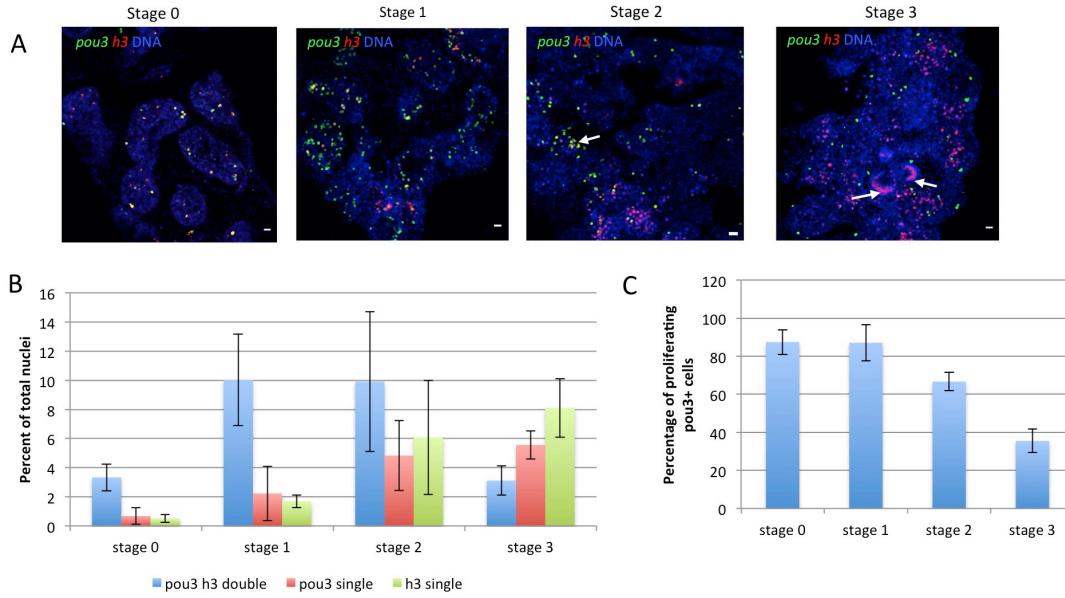 Stage 0 Stage 1 Stage 2 Stage 3
A
pou3 h3 DNA pou3 h3 DNA pou3 h3 DNA pou3 h3 DNA
B
Percent of total nuclei
16
14
12
10
8
6
4
2
0
stage 0 stage 1 stage 2 stage 3
pou3 h3 double pou3 single h3 single
C
Percentage of proliferating
pou3+ cells
120
100
80
60
40
20
0
stage 0 stage 1 stage 2 stage 3